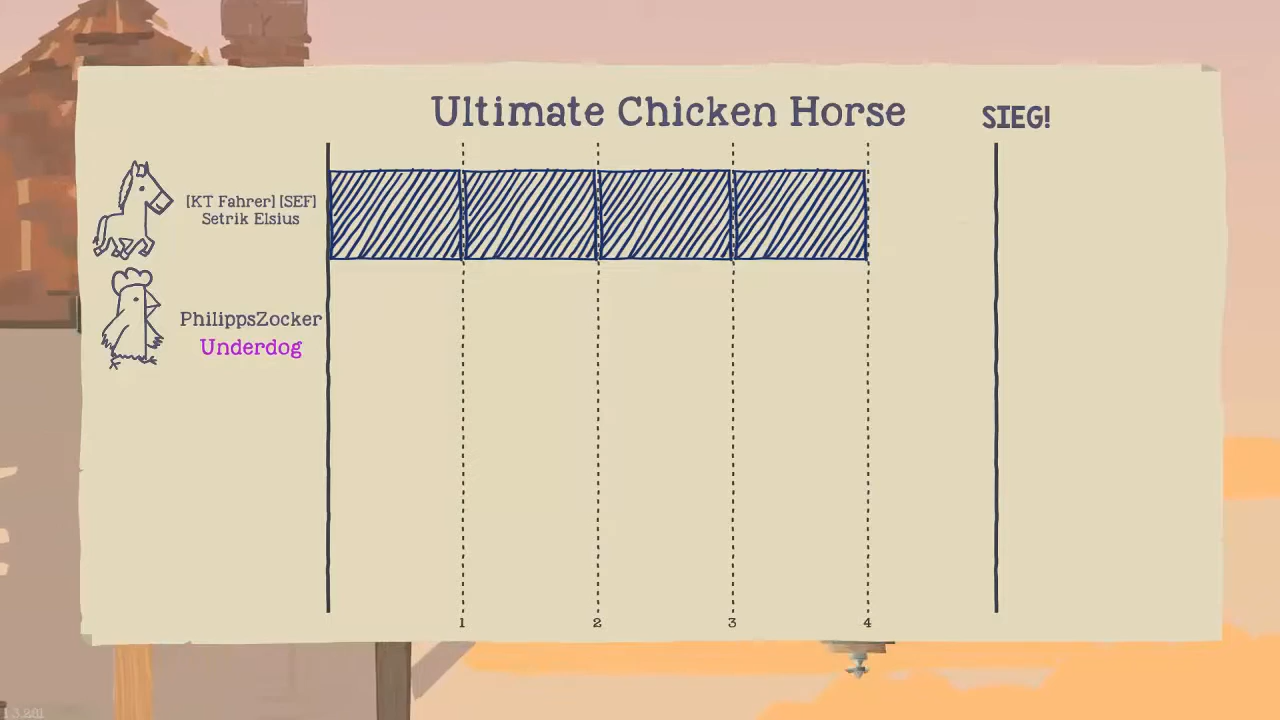 Ultimate Chicken Horse
SIEG!
[KT Fahrer] [SEF]
Setrik Elsius
PhilippsZocker
Underdog
1 2 3 4